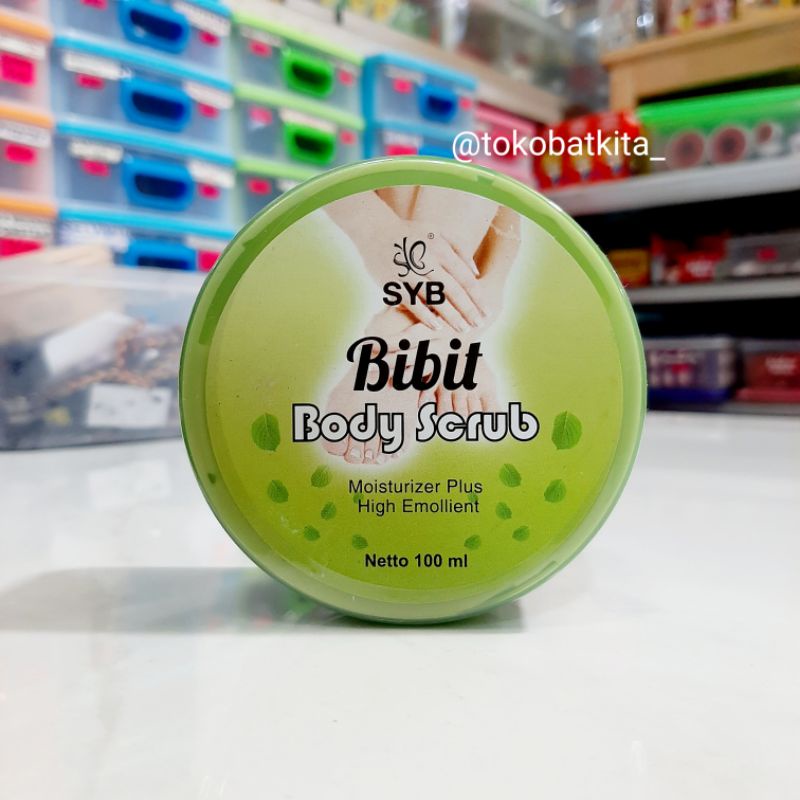 @tokobatkita_
®
SYB
Bibit
Body Scrub
Moisturizer Plus
High Emollient
Netto 100 ml